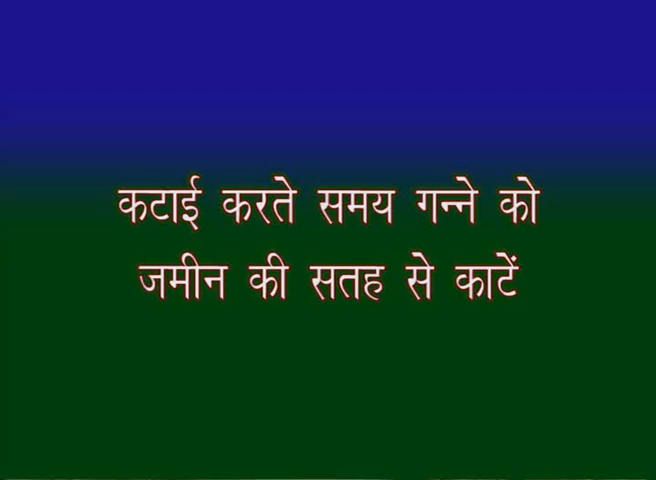 कटाई करते समय गन्ने को
जमीन की सतह से काटें